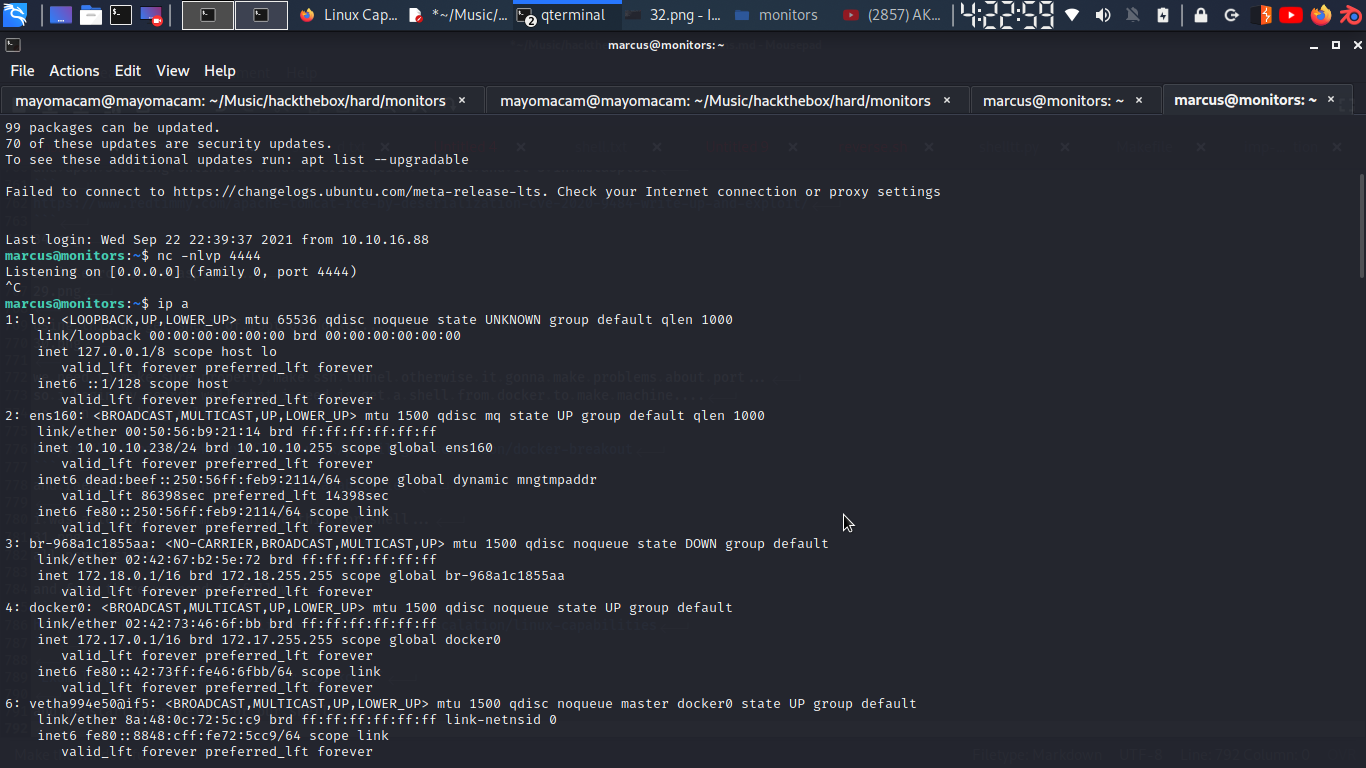 Linux Cap...
*~/Music/...
2
qterminal
32.png - I...
monitors
(2857) AK...
4:22:59
marcus@monitors: ~
File Actions Edit View Help
mayomacam@mayomacam: ~/Music/hackthebox/hard/monitors ×
mayomacam@mayomacam: ~/Music/hackthebox/hard/monitors ×
marcus@monitors: ~ ×
marcus@monitors: ~ ×
99 packages can be updated.
70 of these updates are security updates.
To see these additional updates run: apt list --upgradable
Failed to connect to https://changelogs.ubuntu.com/meta-release-lts. Check your Internet connection or proxy settings
Last login: Wed Sep 22 22:39:37 2021 from 10.10.16.88
marcus@monitors:~$ nc -nlvp 4444
Listening on [0.0.0.0] (family 0, port 4444)
^C
marcus@monitors:~$ ip a
1: lo: <LOOPBACK,UP,LOWER_UP> mtu 65536 qdisc noqueue state UNKNOWN group default qlen 1000
link/loopback 00:00:00:00:00:00 brd 00:00:00:00:00:00
inet 127.0.0.1/8 scope host lo
valid_lft forever preferred_lft forever
inet6 ::1/128 scope host
valid_lft forever preferred_lft forever
2: ens160: <BROADCAST,MULTICAST,UP,LOWER_UP> mtu 1500 qdisc mq state UP group default qlen 1000
link/ether 00:50:56:b9:21:14 brd ff:ff:ff:ff:ff:ff
inet 10.10.10.238/24 brd 10.10.10.255 scope global ens160
valid_lft forever preferred_lft forever
inet6 dead:beef::250:56ff:feb9:2114/64 scope global dynamic mngtmpaddr
valid_lft 86398sec preferred_lft 14398sec
inet6 fe80::250:56ff:feb9:2114/64 scope link
valid_lft forever preferred_lft forever
3: br-968a1c1855aa: <NO-CARRIER,BROADCAST,MULTICAST,UP> mtu 1500 qdisc noqueue state DOWN group default
link/ether 02:42:67:b2:5e:72 brd ff:ff:ff:ff:ff:ff
inet 172.18.0.1/16 brd 172.18.255.255 scope global br-968a1c1855aa
valid_lft forever preferred_lft forever
4: docker0: <BROADCAST,MULTICAST,UP,LOWER_UP> mtu 1500 qdisc noqueue state UP group default
link/ether 02:42:73:46:6f:bb brd ff:ff:ff:ff:ff:ff
inet 172.17.0.1/16 brd 172.17.255.255 scope global docker0
valid_lft forever preferred_lft forever
inet6 fe80::42:73ff:fe46:6fbb/64 scope link
valid_lft forever preferred_lft forever
6: vetha994e50@if5: <BROADCAST,MULTICAST,UP,LOWER_UP> mtu 1500 qdisc noqueue master docker0 state UP group default
link/ether 8a:48:0c:72:5c:c9 brd ff:ff:ff:ff:ff:ff link-netnsid 0
inet6 fe80::8848:cff:fe72:5cc9/64 scope link
valid_lft forever preferred_lft forever